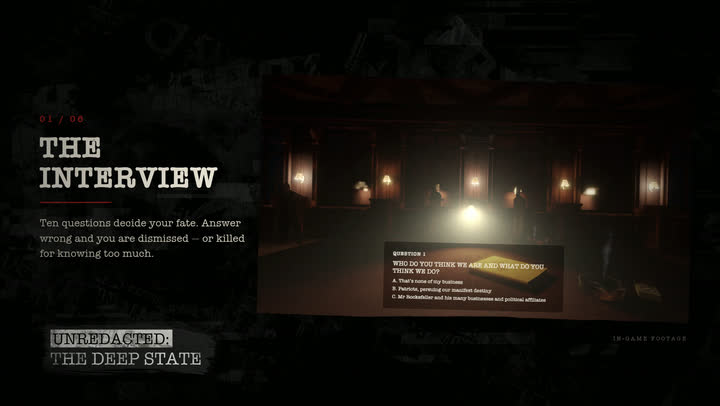 01 / 06
THE
INTERVIEW
Ten questions decide your fate. Answer
wrong and you are dismissed — or killed
for knowing too much.
QUESTION 1
WHO DO YOU THINK WE ARE AND WHAT DO YOU
THINK WE DO?
A. That's none of my business
B. Patriots, persuing our manifest destiny
C. Mr Rockefeller and his many businesses and political affiliates
IN-GAME FOOTAGE
UNREDACTED:
THE DEEP STATE